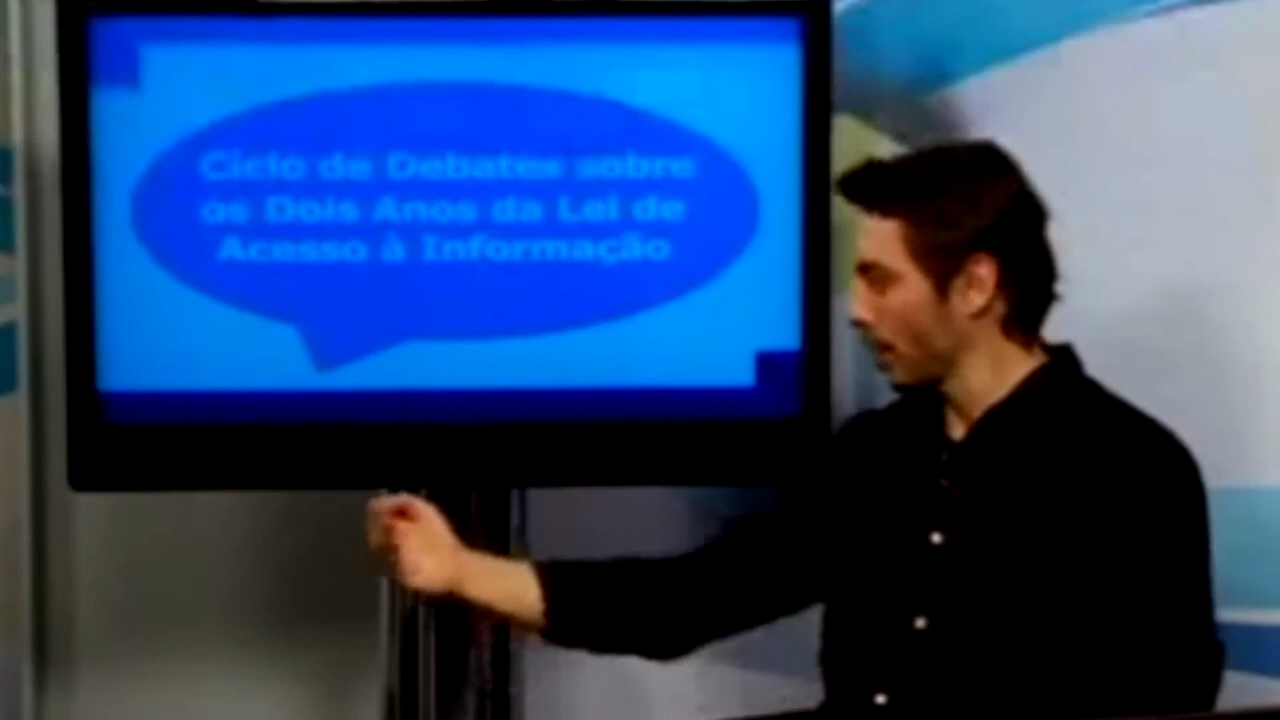 Ciclo de Debates sobre
os Dois Anos da Lei de
Acesso à Informação